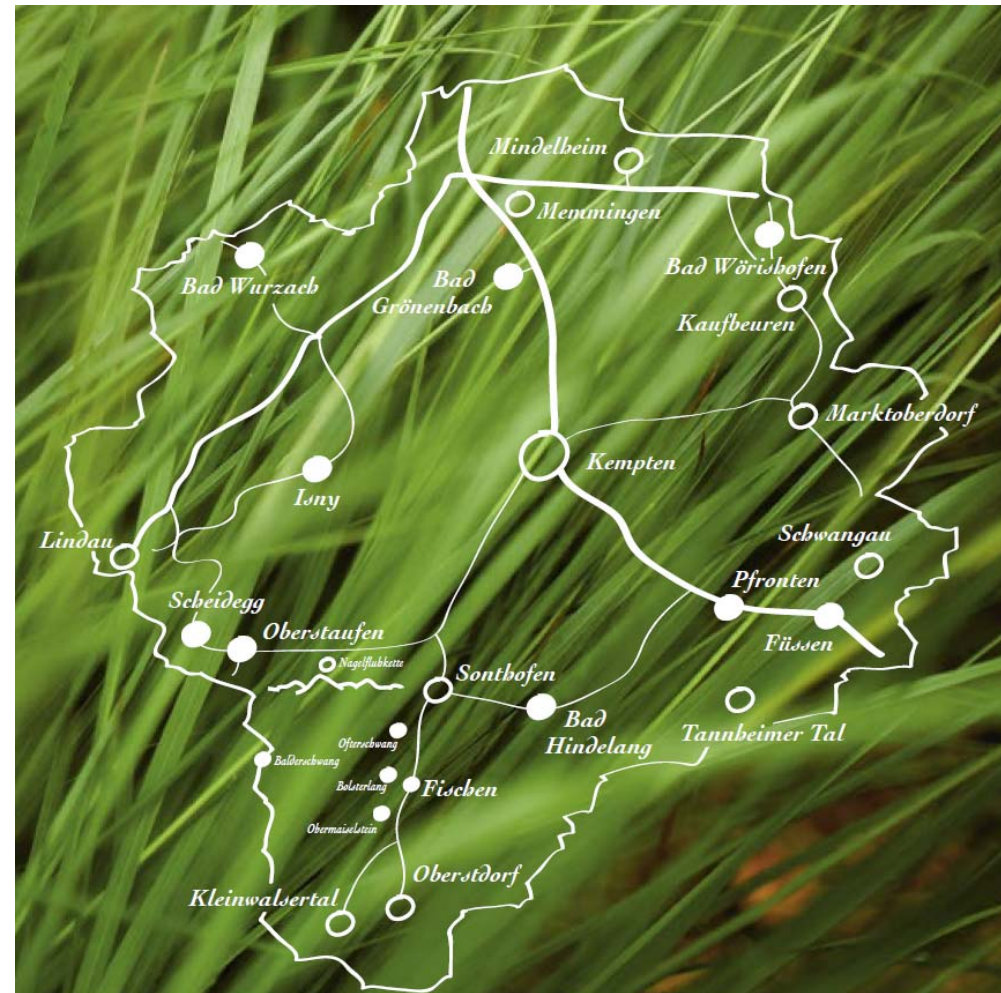 Mindelheim
Memmingen
Bad Wurzach
Bad
Grönenbach
Bad Wörishofen
Kaufbeuren
Marktoberdorf
Kempten
Isny
Lindau
Schwangau
Pfronten
Füssen
Scheidegg
Oberstaufen
Nagelfluhkette
Sonthofen
Bad
Hindelang
Tannheimer Tal
Ofterschwang
Balderschwang
Bolsterlang
Fischen
Obermaiselstein
Oberstdorf
Kleinwalsertal